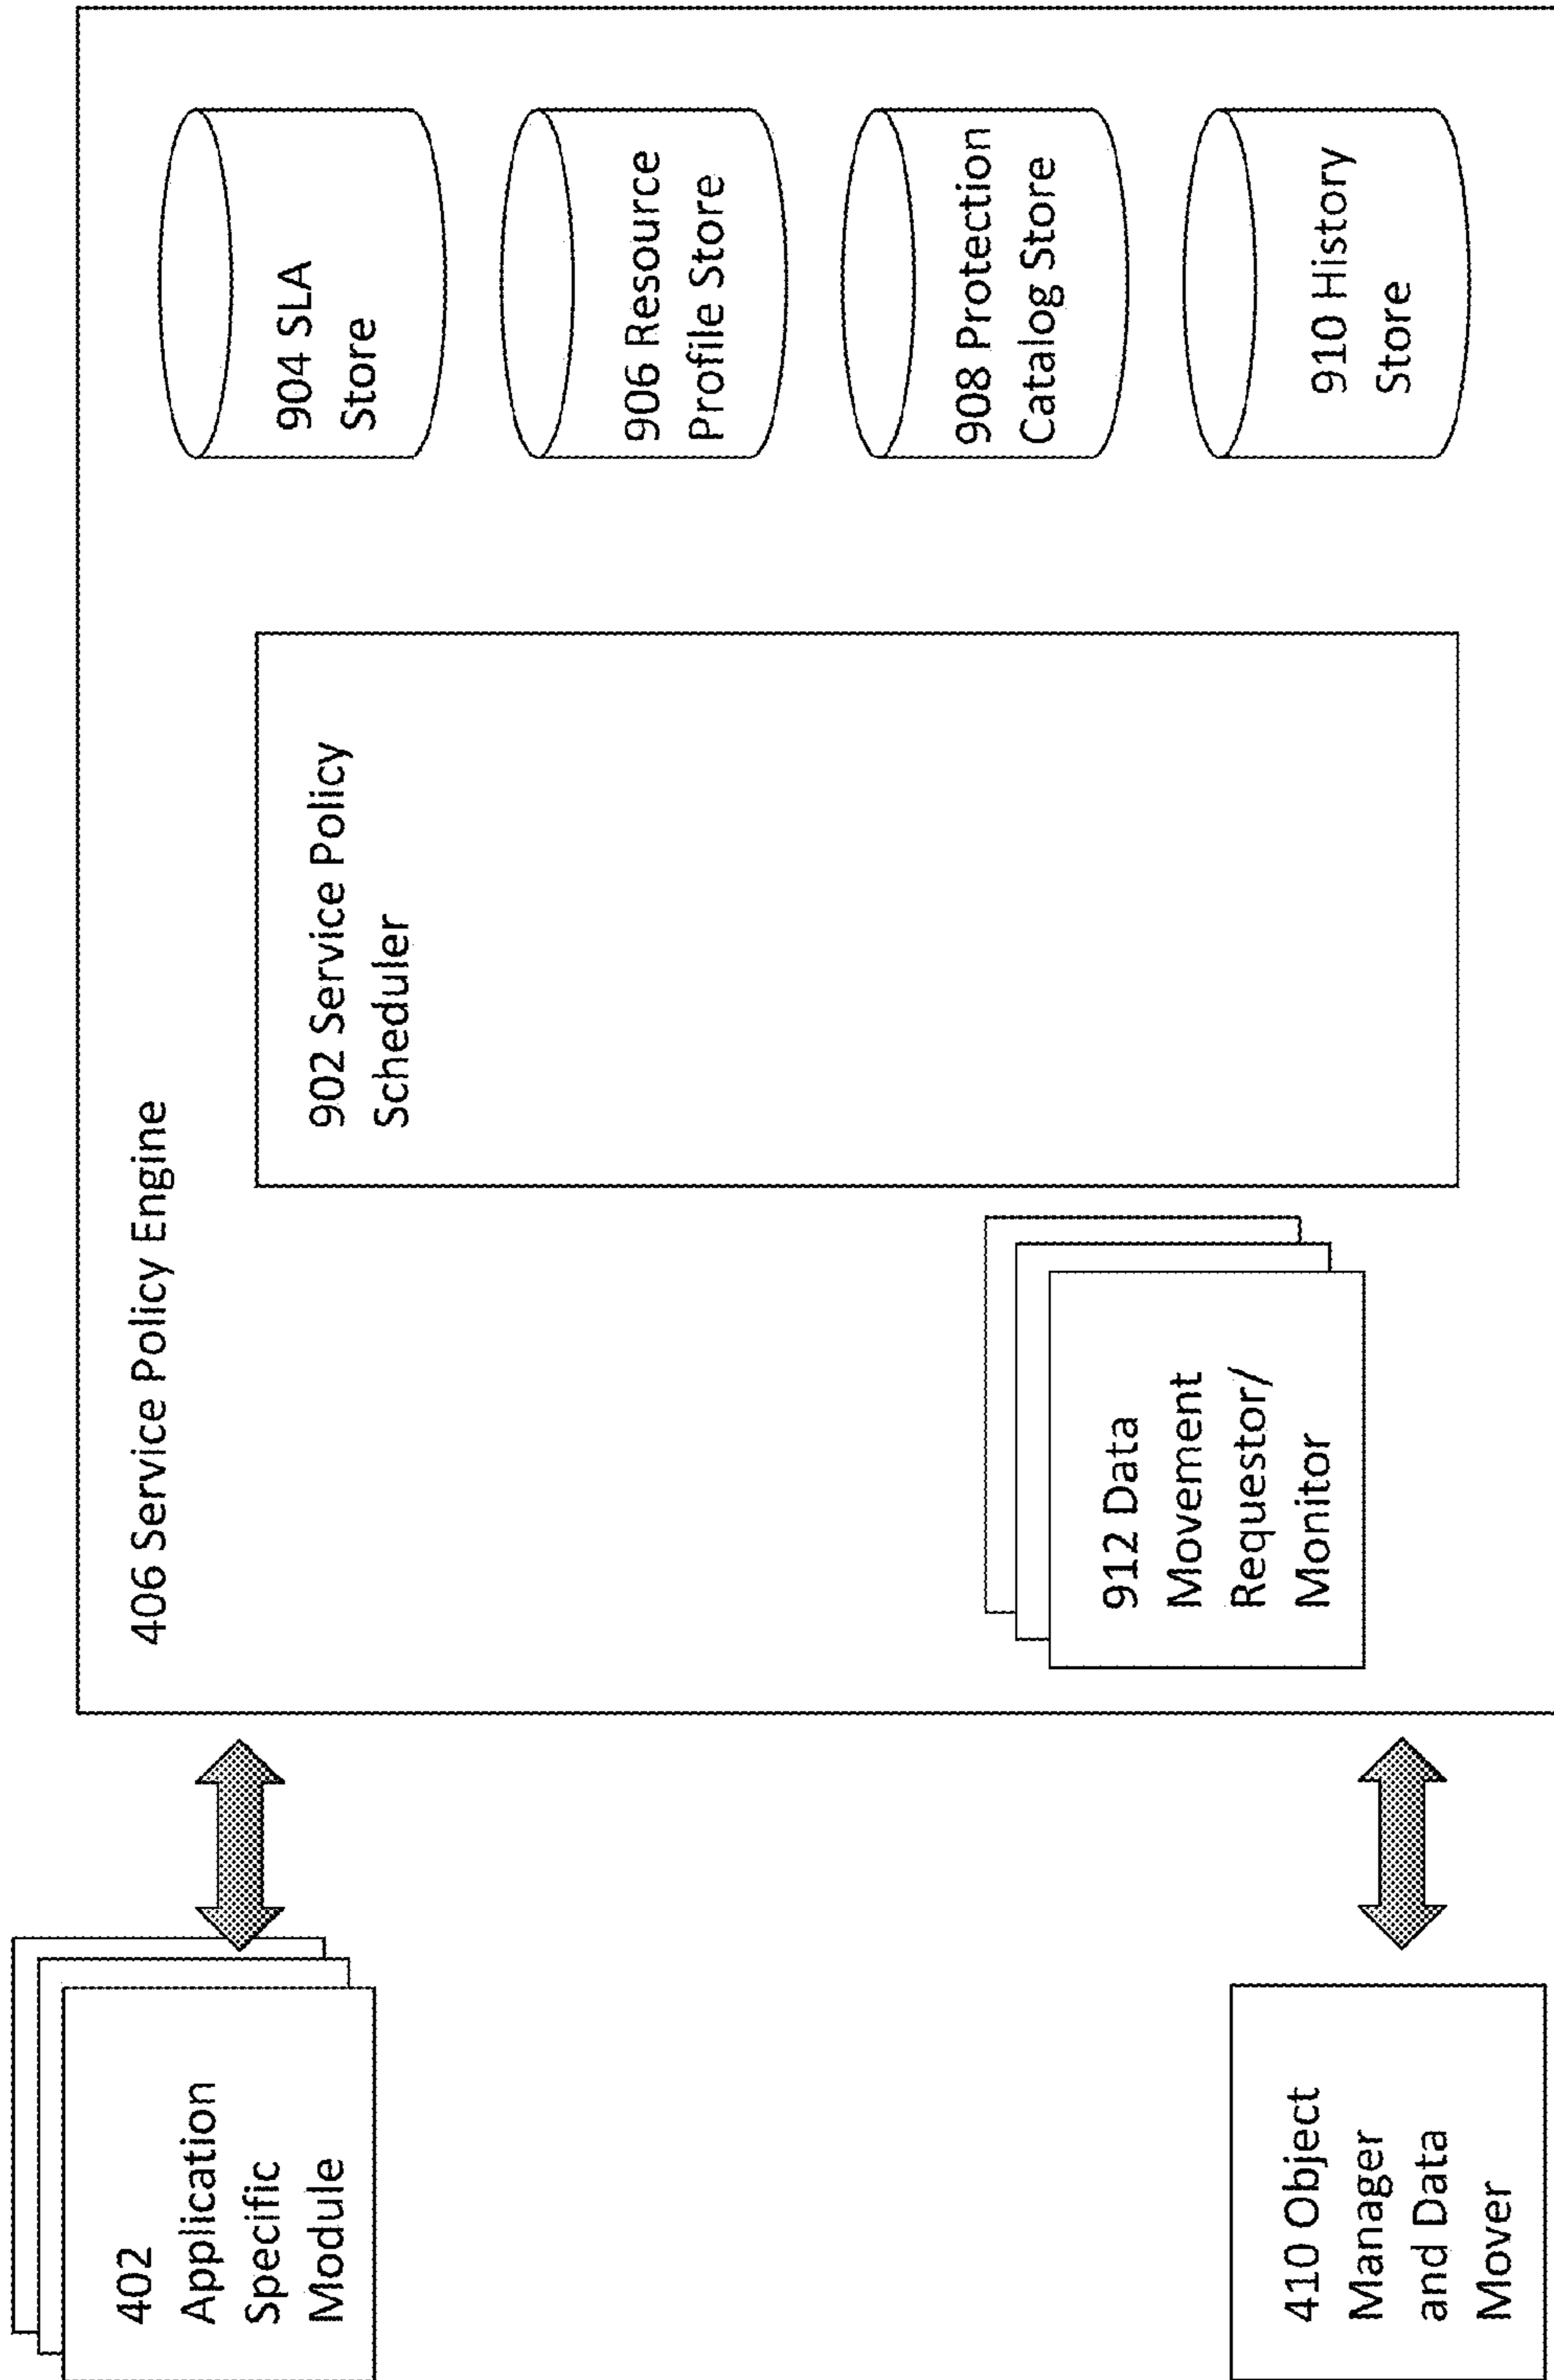 402
Application
Specific
Module
410 Object
Manager
and Data
Mover
406 Service Policy Engine
912 Data
Movement
Requestor/
Monitor
902 Service Policy
Scheduler
904 SLA
Store
906 Resource
Profile Store
908 Protection
Catalog Store
910 History
Store